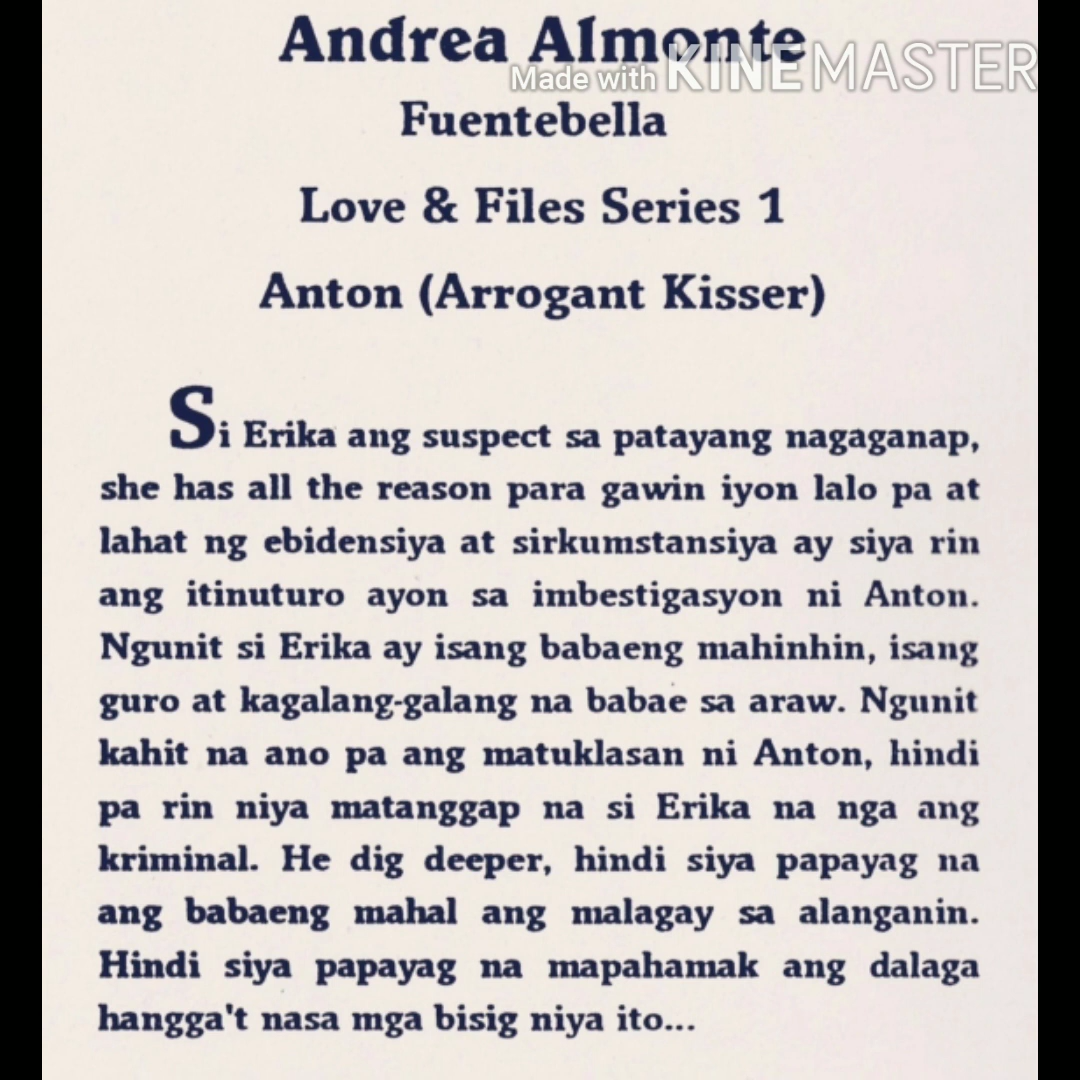 Andrea Almonte
Made with KINEMASTER
Fuentebella
Love & Files Series 1
Anton (Arrogant Kisser)
Si Erika ang suspect sa patayang nagaganap,
she has all the reason para gawin iyon lalo pa at
lahat ng ebidensiya at sirkumstansiya ay siya rin
ang itinuturo ayon sa imbestigasyon ni Anton.
Ngunit si Erika ay isang babaeng mahinhin, isang
guro at kagalang-galang na babae sa araw. Ngunit
kahit na ano pa ang matuklasan ni Anton, hindi
pa rin niya matanggap na si Erika na nga ang
kriminal. He dig deeper, hindi siya papayag na
ang babaeng mahal ang malagay sa alanganin.
Hindi siya papayag na mapahamak ang dalaga
hangga't nasa mga bisig niya ito...